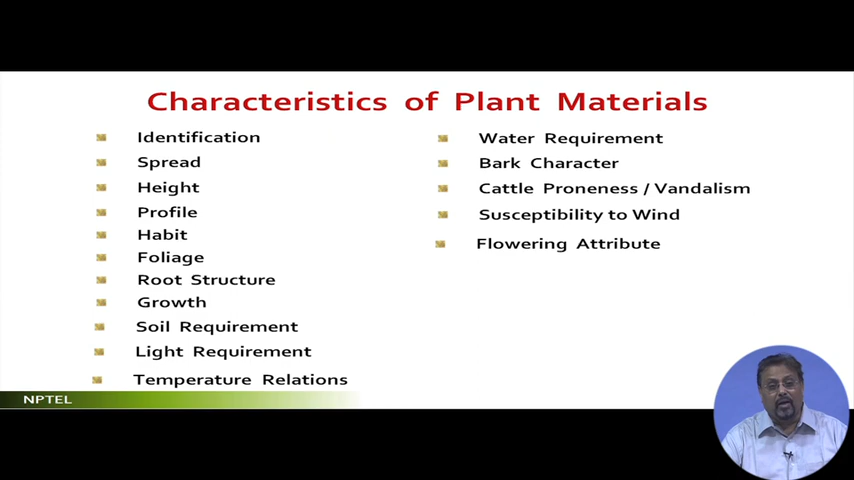 Characteristics of Plant Materials
Identification
Spread
Height
Profile
Habit
Foliage
Root Structure
Growth
Soil Requirement
Light Requirement
Temperature Relations
Water Requirement
Bark Character
Cattle Proneness / Vandalism
Susceptibility to Wind
Flowering Attribute
NPTEL